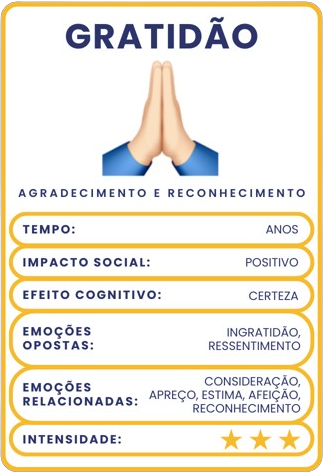 GRATIDÃO
AGRADECIMENTO E RECONHECIMENTO
TEMPO: ANOS
IMPACTO SOCIAL: POSITIVO
EFEITO COGNITIVO: CERTEZA
EMOÇÕES
OPOSTAS:
INGRATIDÃO,
RESSENTIMENTO
EMOÇÕES
RELACIONADAS:
CONSIDERAÇÃO,
APREÇO, ESTIMA, AFEIÇÃO,
RECONHECIMENTO
INTENSIDADE: ★ ★ ★